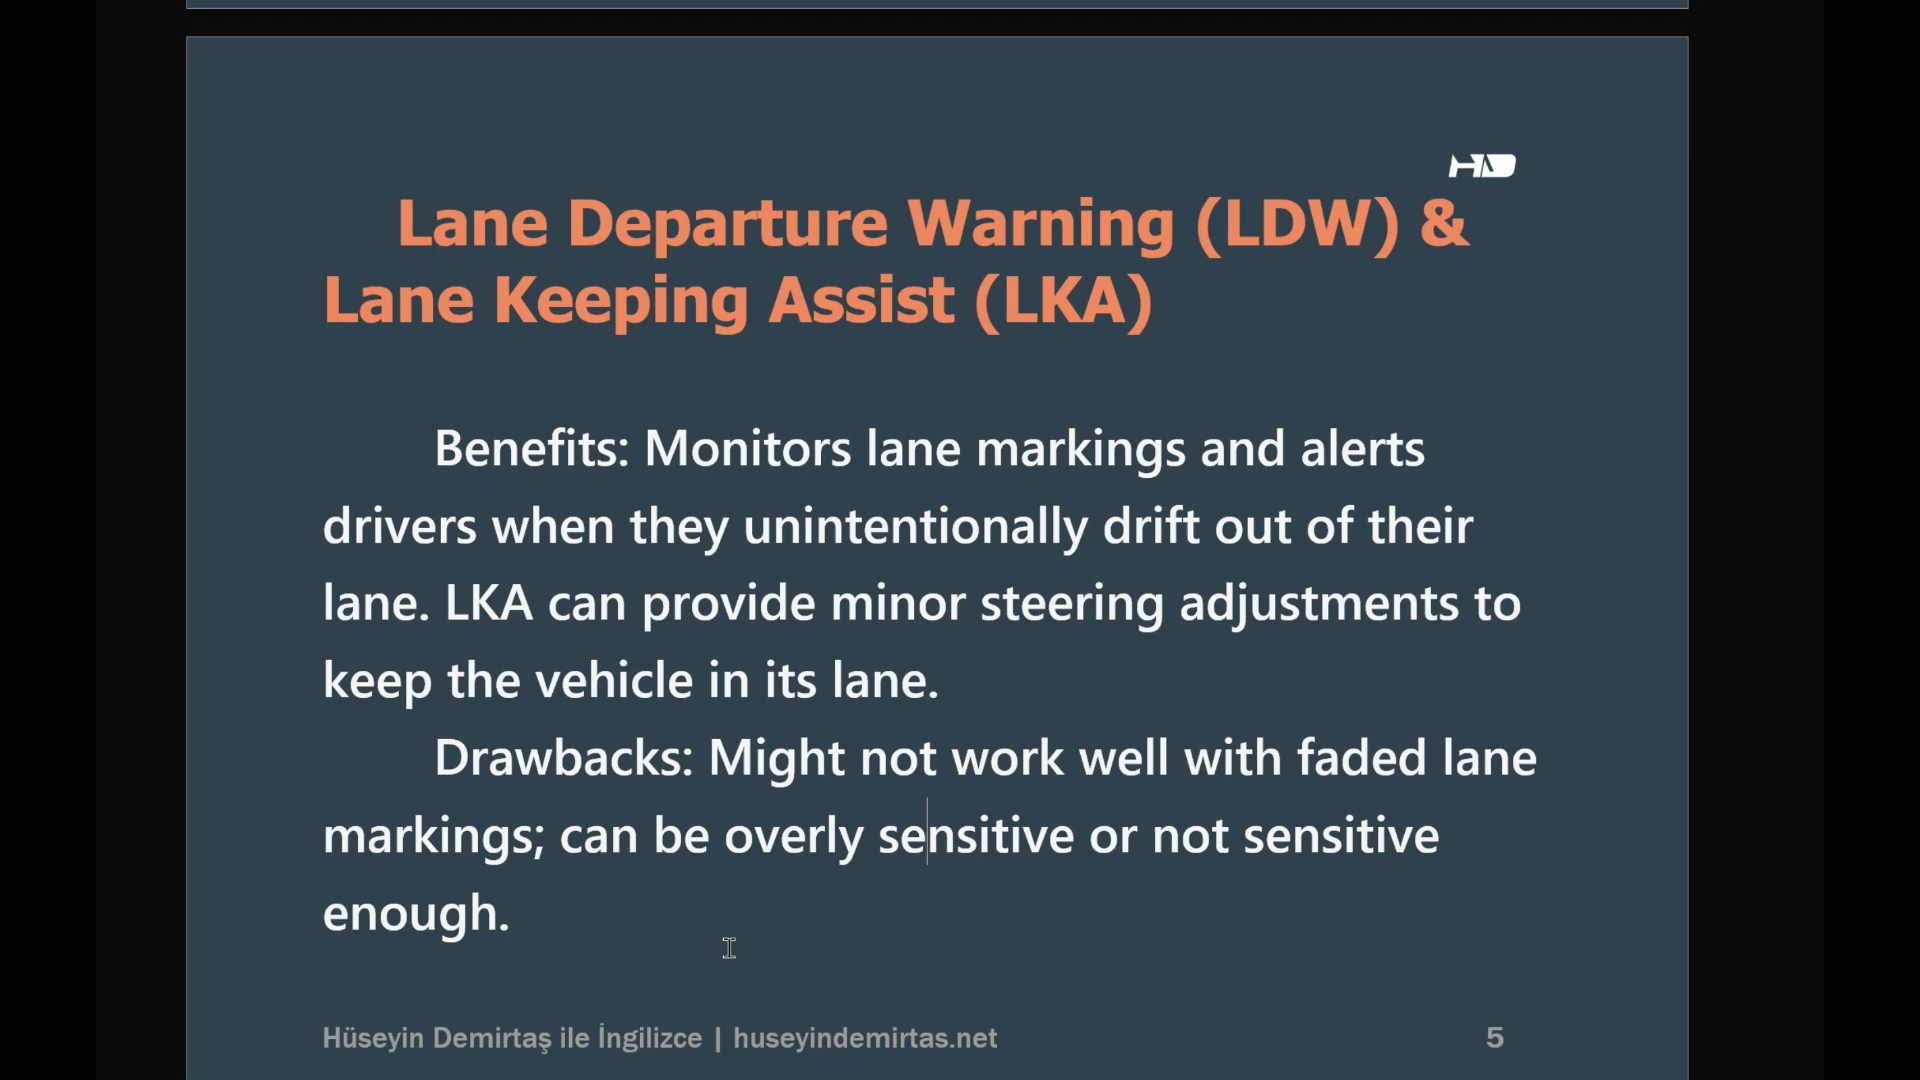 HD
Lane Departure Warning (LDW) &
Lane Keeping Assist (LKA)
Benefits: Monitors lane markings and alerts
drivers when they unintentionally drift out of their
lane. LKA can provide minor steering adjustments to
keep the vehicle in its lane.
Drawbacks: Might not work well with faded lane
markings; can be overly sensitive or not sensitive
enough.
Hüseyin Demirtaş ile İngilizce | huseyindemirtas.net
5